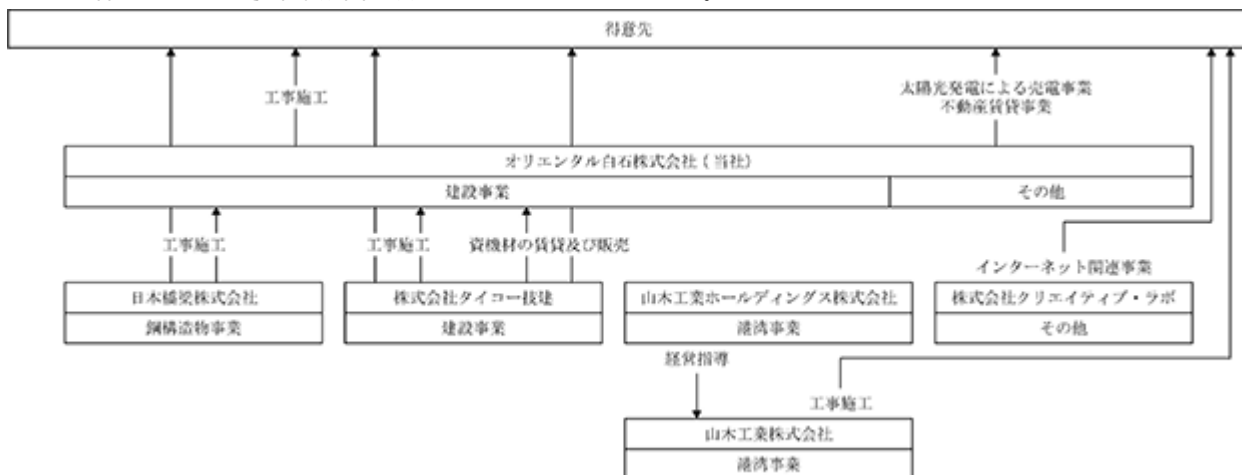 得意先
工事施工
太陽光発電による売電事業
不動産賃貸事業
オリエンタル白石株式会社(当社)
建設事業
その他
工事施工
工事施工
資機材の賃貸及び販売
インターネット関連事業
日本橋梁株式会社
鋼構造物事業
株式会社タイコー技建
建設事業
山木工業ホールディングス株式会社
港湾事業
株式会社クリエイティブ・ラボ
その他
経営指導
工事施工
山木工業株式会社
港湾事業